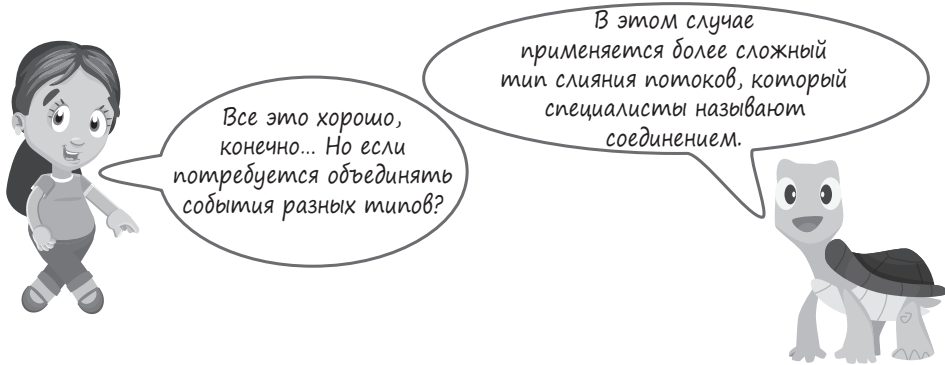 Все это хорошо,
конечно... Но если
потребуется объединять
события разных типов?
В этом случае
применяется более сложный
тип слияния потоков, который
специалисты называют
соединением.